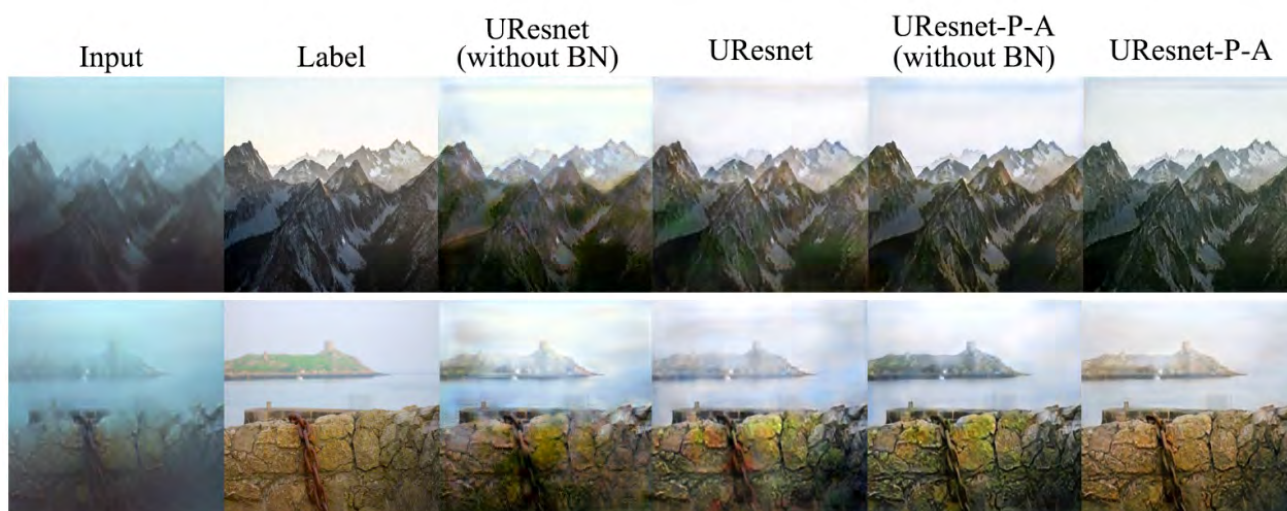 Input
Label
UResnet
(without BN)
UResnet
UResnet-P-A
(without BN)
UResnet-P-A